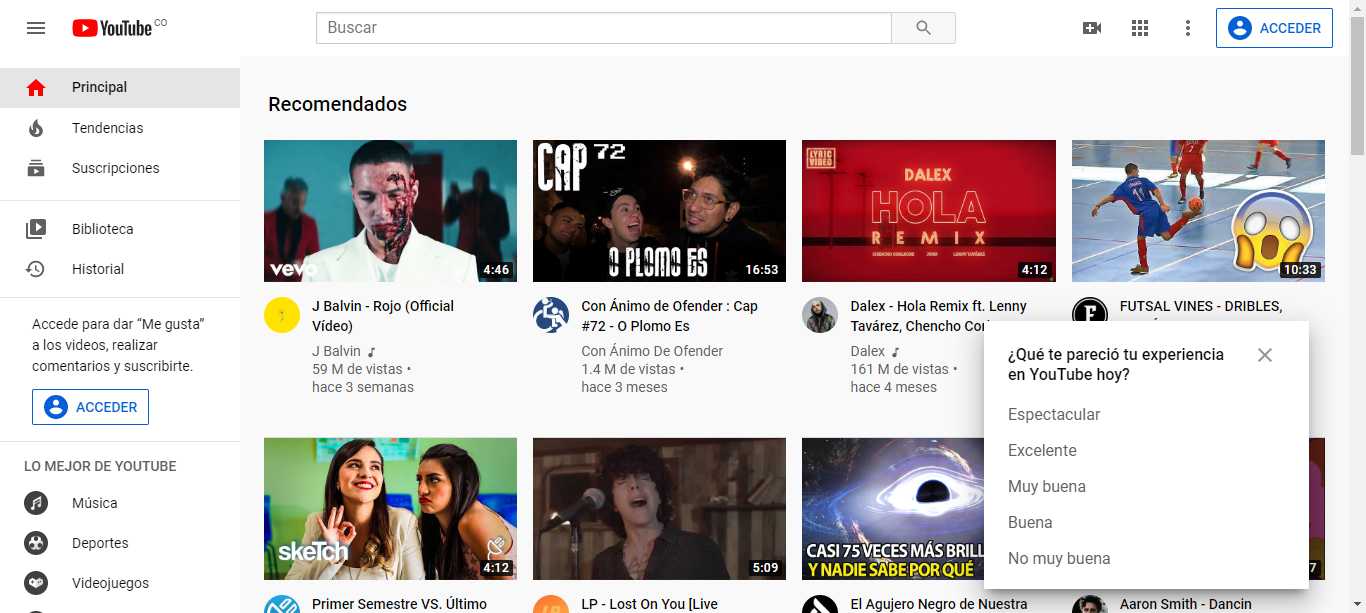 YouTube CO
Buscar
ACCEDER
Principal
Tendencias
Suscripciones
Biblioteca
Historial
Accede para dar “Me gusta”
a los videos, realizar
comentarios y suscribirte.
ACCEDER
LO MEJOR DE YOUTUBE
Música
Deportes
Videojuegos
Recomendados
vevo
4:46
J Balvin - Rojo (Official
Vídeo)
J Balvin
59 M de vistas •
hace 3 semanas
CAP 72
O PLOMO ES
16:53
Con Ánimo de Ofender : Cap
#72 - O Plomo Es
Con Ánimo De Ofender
1.4 M de vistas •
hace 3 meses
LYRIC
VIDEO
DALEX
HOLA
REMIX
CHENCHO CORLEONE JUHN LENNY TAVÁREZ
4:12
Dalex - Hola Remix ft. Lenny
Tavárez, Chencho
Dalex
161 M de vistas •
hace 4 meses
10:33
FUTSAL VINES - DRIBLES,
skeTch
4:12
Primer Semestre VS. Último
5:09
LP - Lost On You [Live
CASI 75 VECES MÁS
Y NADIE SABE POR QUÉ
El Agujero Negro de Nuestra
Aaron Smith - Dancin
¿Qué te pareció tu experiencia
en YouTube hoy?
Espectacular
Excelente
Muy buena
Buena
No muy buena